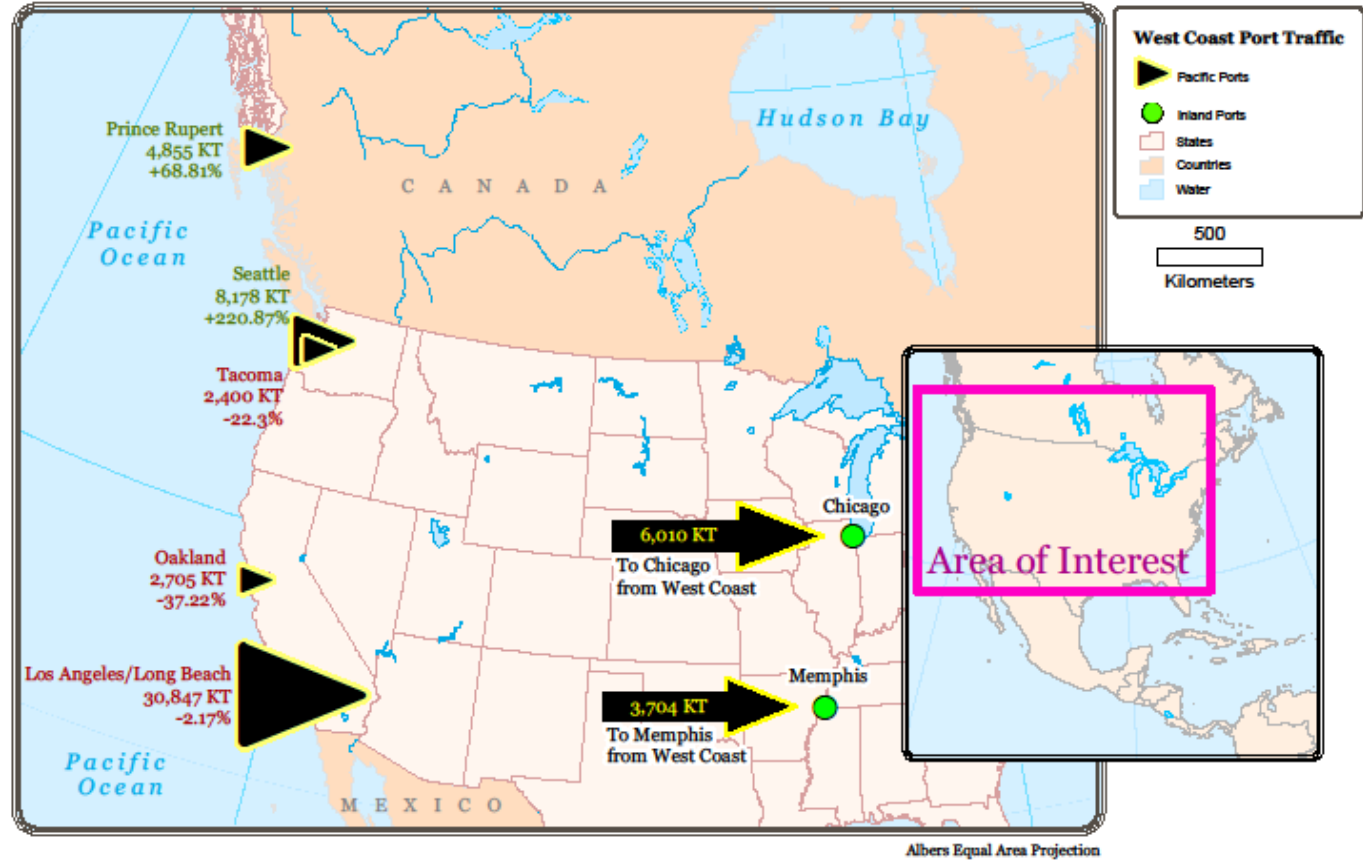 West Coast Port Traffic
Pacific Ports
Inland Ports
States
Countries
Water
500
Kilometers
Hudson Bay
CANADA
Prince Rupert
4,855 KT
+68.81%
Pacific
Ocean
Seattle
8,178 KT
+220.87%
Tacoma
2,400 KT
-22.3%
Oakland
2,705 KT
-37.22%
Los Angeles/Long Beach
30,847 KT
-2.17%
Pacific
Ocean
MEXICO
Chicago
6,010 KT
To Chicago
from West Coast
Memphis
3,704 KT
To Memphis
from West Coast
Area of Interest
Albers Equal Area Projection